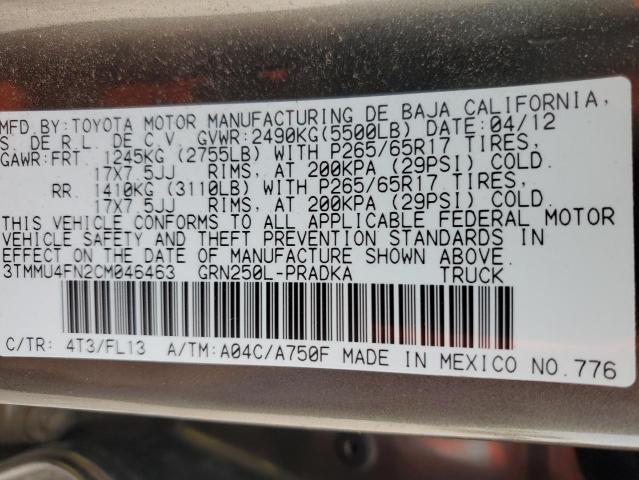 MFD BY:TOYOTA MOTOR MANUFACTURING DE BAJA CALIFORNIA,
S. DE R.L. DE C.V. GVWR:2490KG(5500LB) DATE:04/12
GAWR:FRT. 1245KG (2755LB) WITH P265/65R17 TIRES,
17X7.5JJ RIMS, AT 200KPA (29PSI) COLD.
RR 1410KG (3110LB) WITH P265/65R17 TIRES,
17X7.5JJ RIMS, AT 200KPA (29PSI) COLD.
THIS VEHICLE CONFORMS TO ALL APPLICABLE FEDERAL MOTOR
VEHICLE SAFETY AND THEFT PREVENTION STANDARDS IN
EFFECT ON THE DATE OF MANUFACTURE SHOWN ABOVE.
3TMMU4FN2CM046463 GRN250L-PRADKA TRUCK
C/TR: 4T3/FL13 A/TM:A04C/A750F MADE IN MEXICO NO.776